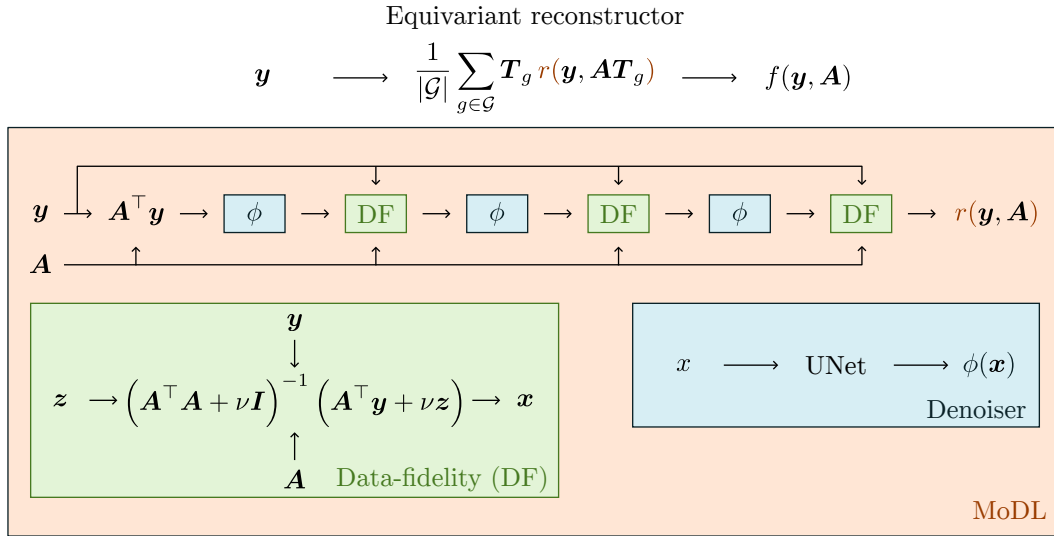 Equivariant reconstructor
y ⟶ 1/|𝒢| ∑_{g∈𝒢} T_g r(y, AT_g) ⟶ f(y, A)
y → A^⊤ y → ϕ → DF → ϕ → DF → ϕ → DF → r(y, A)
A
y
z ⟶ (A^⊤ A + νI)^{−1} (A^⊤ y + νz) ⟶ x
A
Data-fidelity (DF)
x ⟶ UNet ⟶ ϕ(x)
Denoiser
MoDL